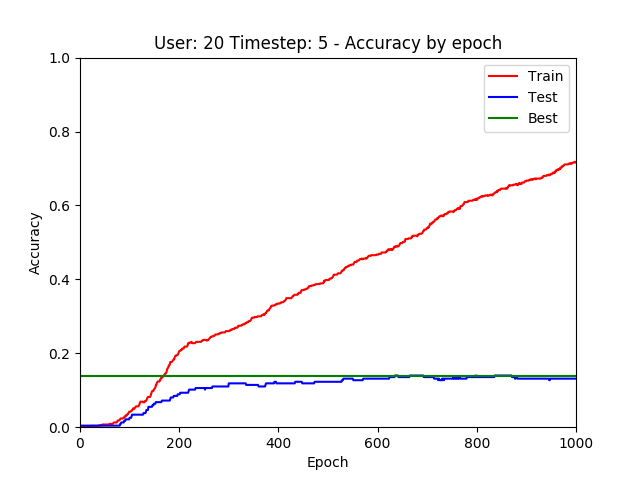 User: 20 Timestep: 5 - Accuracy by epoch
1.0
0.8
0.6
0.4
0.2
0.0
Accuracy
Train
Test
Best
0 200 400 600 800 1000
Epoch